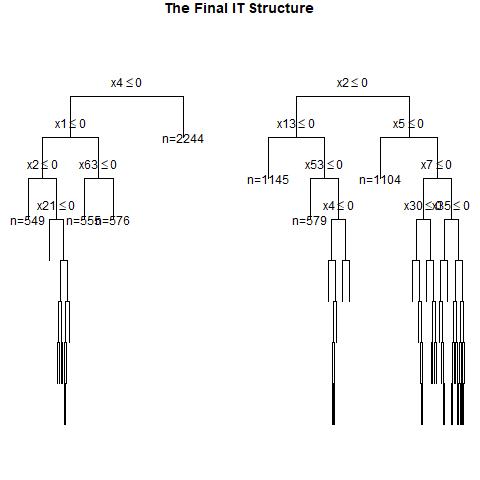 The Final IT Structure
x4 ≤ 0
x2 ≤ 0
x1 ≤ 0
n=2244
x13 ≤ 0
x5 ≤ 0
x2 ≤ 0
x63 ≤ 0
n=1145
x53 ≤ 0
n=1104
x7 ≤ 0
n=549
x21 ≤ 0
n=555
n=576
n=579
x4 ≤ 0
x30 ≤ 0
x35 ≤ 0